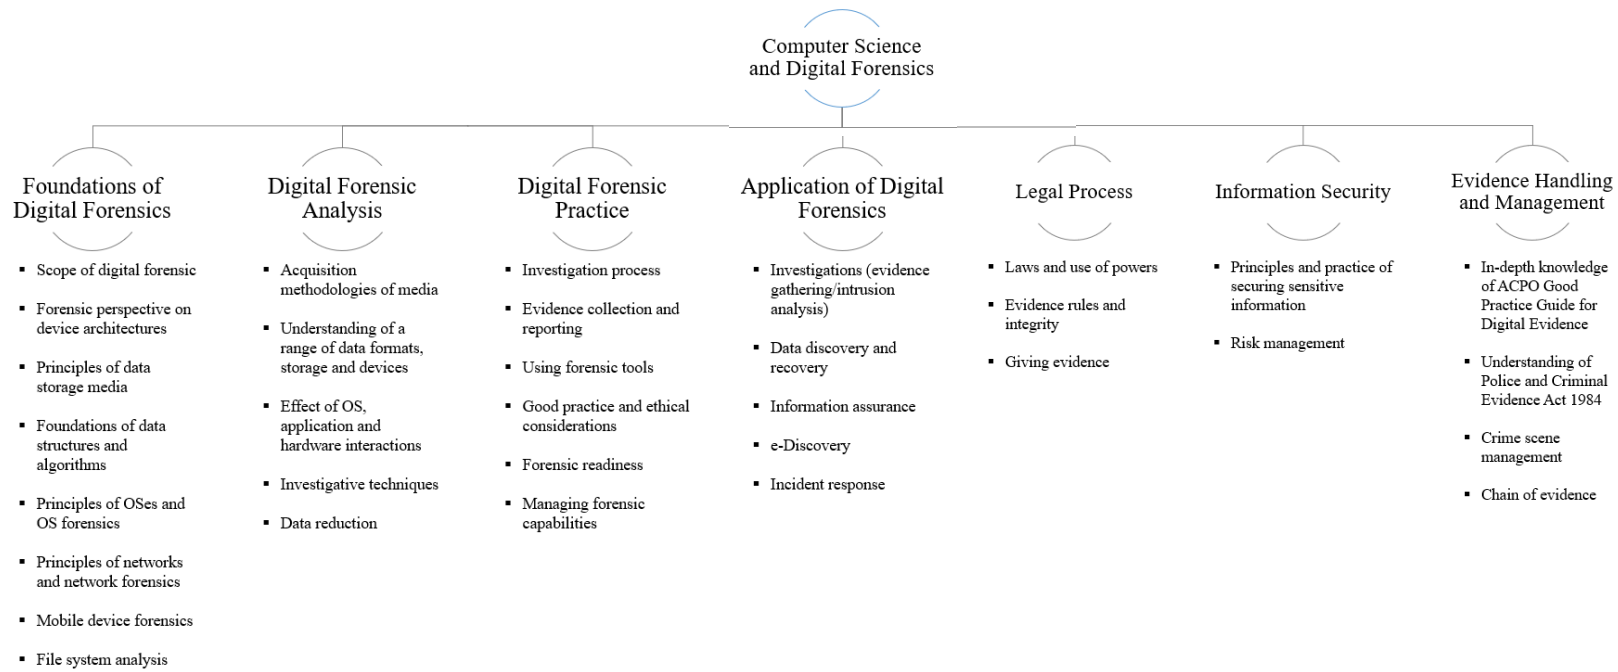 Computer Science
and Digital Forensics
Foundations of
Digital Forensics
▪ Scope of digital forensic
▪ Forensic perspective on
device architectures
▪ Principles of data
storage media
▪ Foundations of data
structures and
algorithms
▪ Principles of OSes and
OS forensics
▪ Principles of networks
and network forensics
▪ Mobile device forensics
▪ File system analysis
Digital Forensic
Analysis
▪ Acquisition
methodologies of media
▪ Understanding of a
range of data formats,
storage and devices
▪ Effect of OS,
application and
hardware interactions
▪ Investigative techniques
▪ Data reduction
Digital Forensic
Practice
▪ Investigation process
▪ Evidence collection and
reporting
▪ Using forensic tools
▪ Good practice and ethical
considerations
▪ Forensic readiness
▪ Managing forensic
capabilities
Application of Digital
Forensics
▪ Investigations (evidence
gathering/intrusion
analysis)
▪ Data discovery and
recovery
▪ Information assurance
▪ e-Discovery
▪ Incident response
Legal Process
▪ Laws and use of powers
▪ Evidence rules and
integrity
▪ Giving evidence
Information Security
▪ Principles and practice of
securing sensitive
information
▪ Risk management
Evidence Handling
and Management
▪ In-depth knowledge
of ACPO Good
Practice Guide for
Digital Evidence
▪ Understanding of
Police and Criminal
Evidence Act 1984
▪ Crime scene
management
▪ Chain of evidence